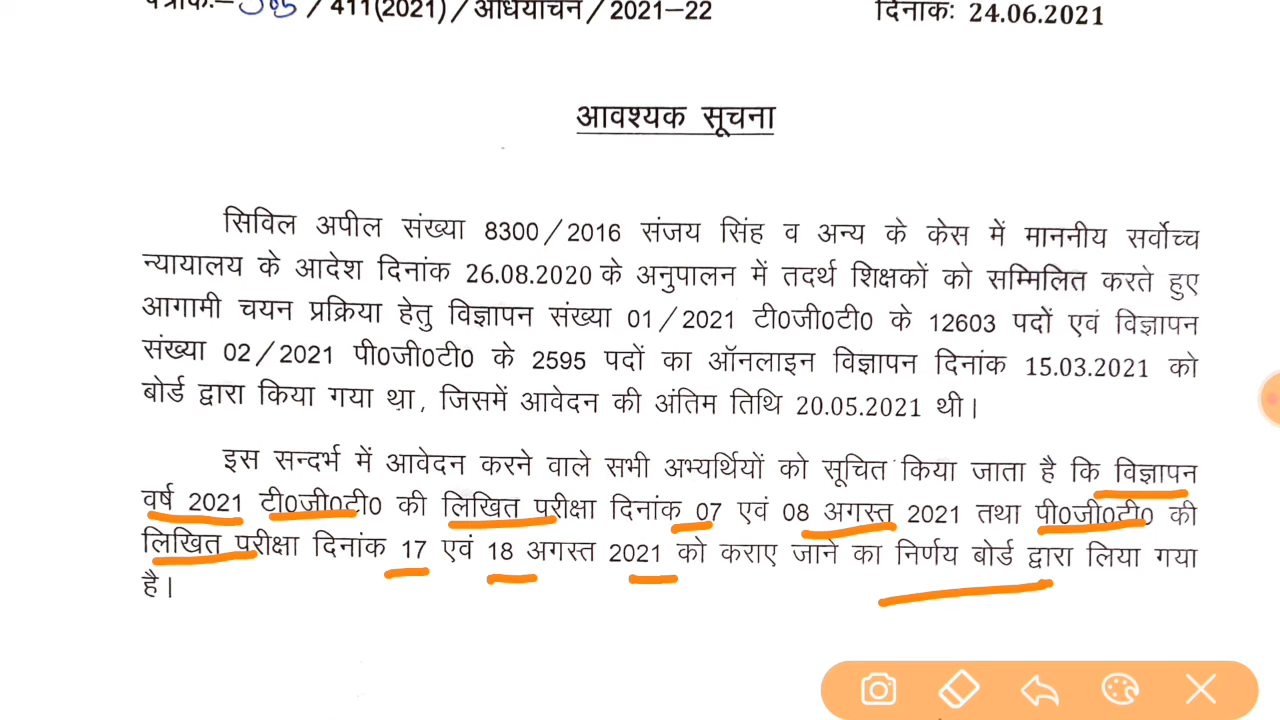 पत्रांकः- / 411(2021) / अधियाचन / 2021-22 दिनांकः 24.06.2021
आवश्यक सूचना
सिविल अपील संख्या 8300/2016 संजय सिंह व अन्य के केस में माननीय सर्वोच्च
न्यायालय के आदेश दिनांक 26.08.2020 के अनुपालन में तदर्थ शिक्षकों को सम्मिलित करते हुए
आगामी चयन प्रक्रिया हेतु विज्ञापन संख्या 01/2021 टी0जी0टी0 के 12603 पदों एवं विज्ञापन
संख्या 02/2021 पी0जी0टी0 के 2595 पदों का ऑनलाइन विज्ञापन दिनांक 15.03.2021 को
बोर्ड द्वारा किया गया था, जिसमें आवेदन की अंतिम तिथि 20.05.2021 थी।
इस सन्दर्भ में आवेदन करने वाले सभी अभ्यर्थियों को सूचित किया जाता है कि विज्ञापन
वर्ष 2021 टी0जी0टी0 की लिखित परीक्षा दिनांक 07 एवं 08 अगस्त 2021 तथा पी0जी0टी0 की
लिखित परीक्षा दिनांक 17 एवं 18 अगस्त 2021 को कराए जाने का निर्णय बोर्ड द्वारा लिया गया
है।